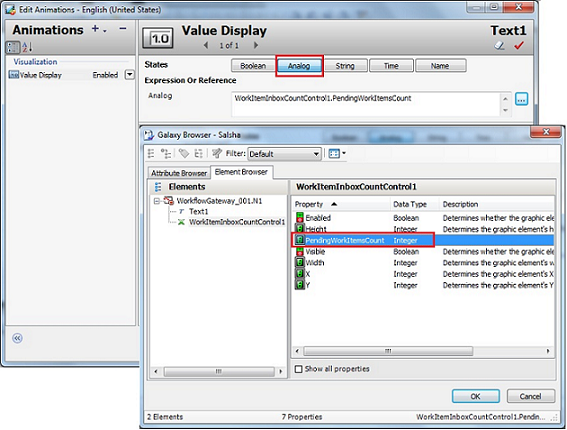 Edit Animations - English (United States)
Animations
Visualization
Value Display Enabled
1.0 Value Display Text1
1 of 1
States Boolean Analog String Time Name
Expression Or Reference
Analog WorkItemInboxCountControl1.PendingWorkItemsCount
Galaxy Browser - Salsha
Filter: Default
Attribute Browser Element Browser
Elements
WorkflowGateway_001.N1
Text1
WorkItemInboxCountControl1
WorkItemInboxCountControl1
Property Data Type Description
Enabled Boolean Determines whether the graphic ele
Height Integer Determines the graphic element's h
PendingWorkItemsCount Integer
Visible Boolean Determines whether the graphic ele
Width Integer Determines the graphic element's w
X Integer Determines the graphic element's X
Y Integer Determines the graphic element's Y
Show all properties
OK Cancel
2 Elements 7 Properties WorkItemInboxCountControl1.Pendin...